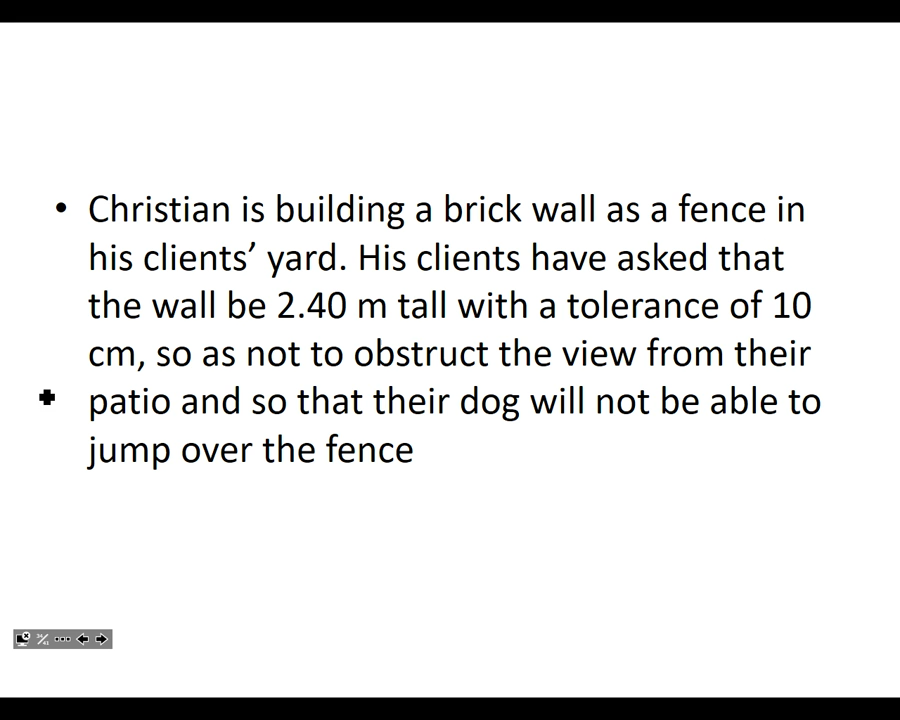 • Christian is building a brick wall as a fence in
his clients’ yard. His clients have asked that
the wall be 2.40 m tall with a tolerance of 10
cm, so as not to obstruct the view from their
patio and so that their dog will not be able to
jump over the fence